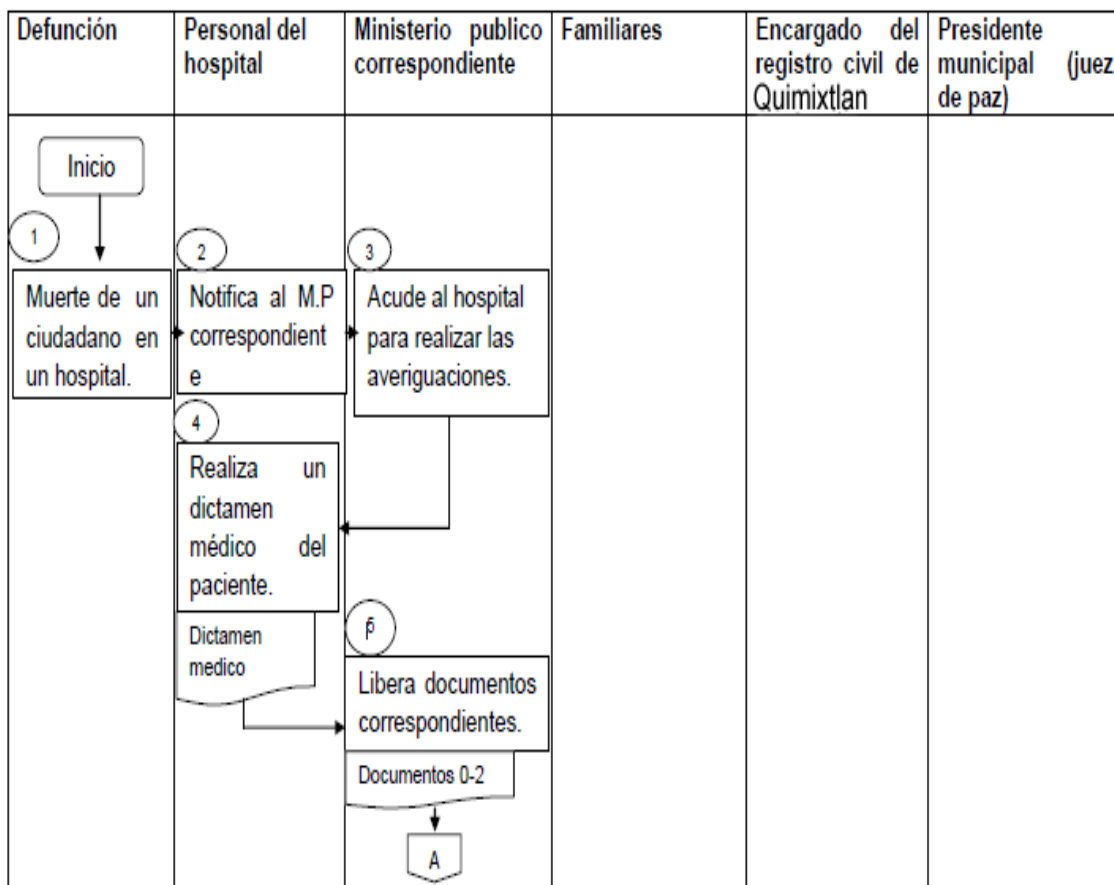 Defunción
Personal del
hospital
Ministerio publico
correspondiente
Familiares
Encargado del
registro civil de
Quimixtlan
Presidente
municipal (juez
de paz)
Inicio
1
Muerte de un
ciudadano en
un hospital.
2
Notifica al M.P
correspondient
e
3
Acude al hospital
para realizar las
averiguaciones.
4
Realiza un
dictamen
médico del
paciente.
Dictamen
medico
Libera documentos
correspondientes.
Documentos 0-2
A